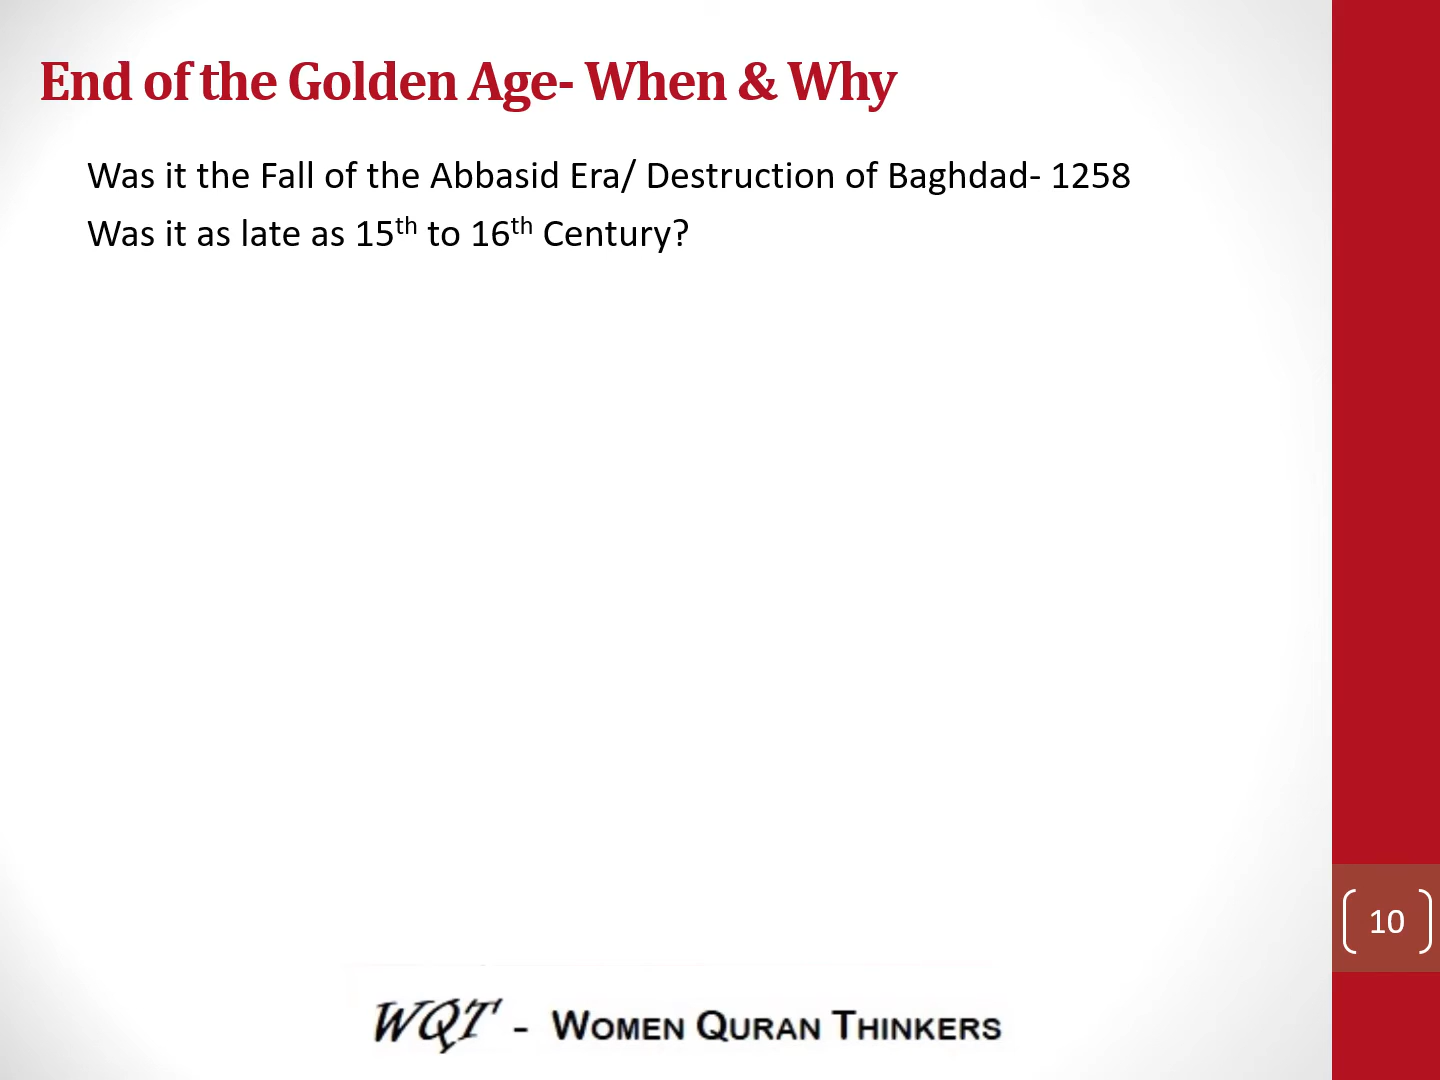 End of the Golden Age- When & Why
Was it the Fall of the Abbasid Era/ Destruction of Baghdad- 1258
Was it as late as 15th to 16th Century?
10
WQT - WOMEN QURAN THINKERS